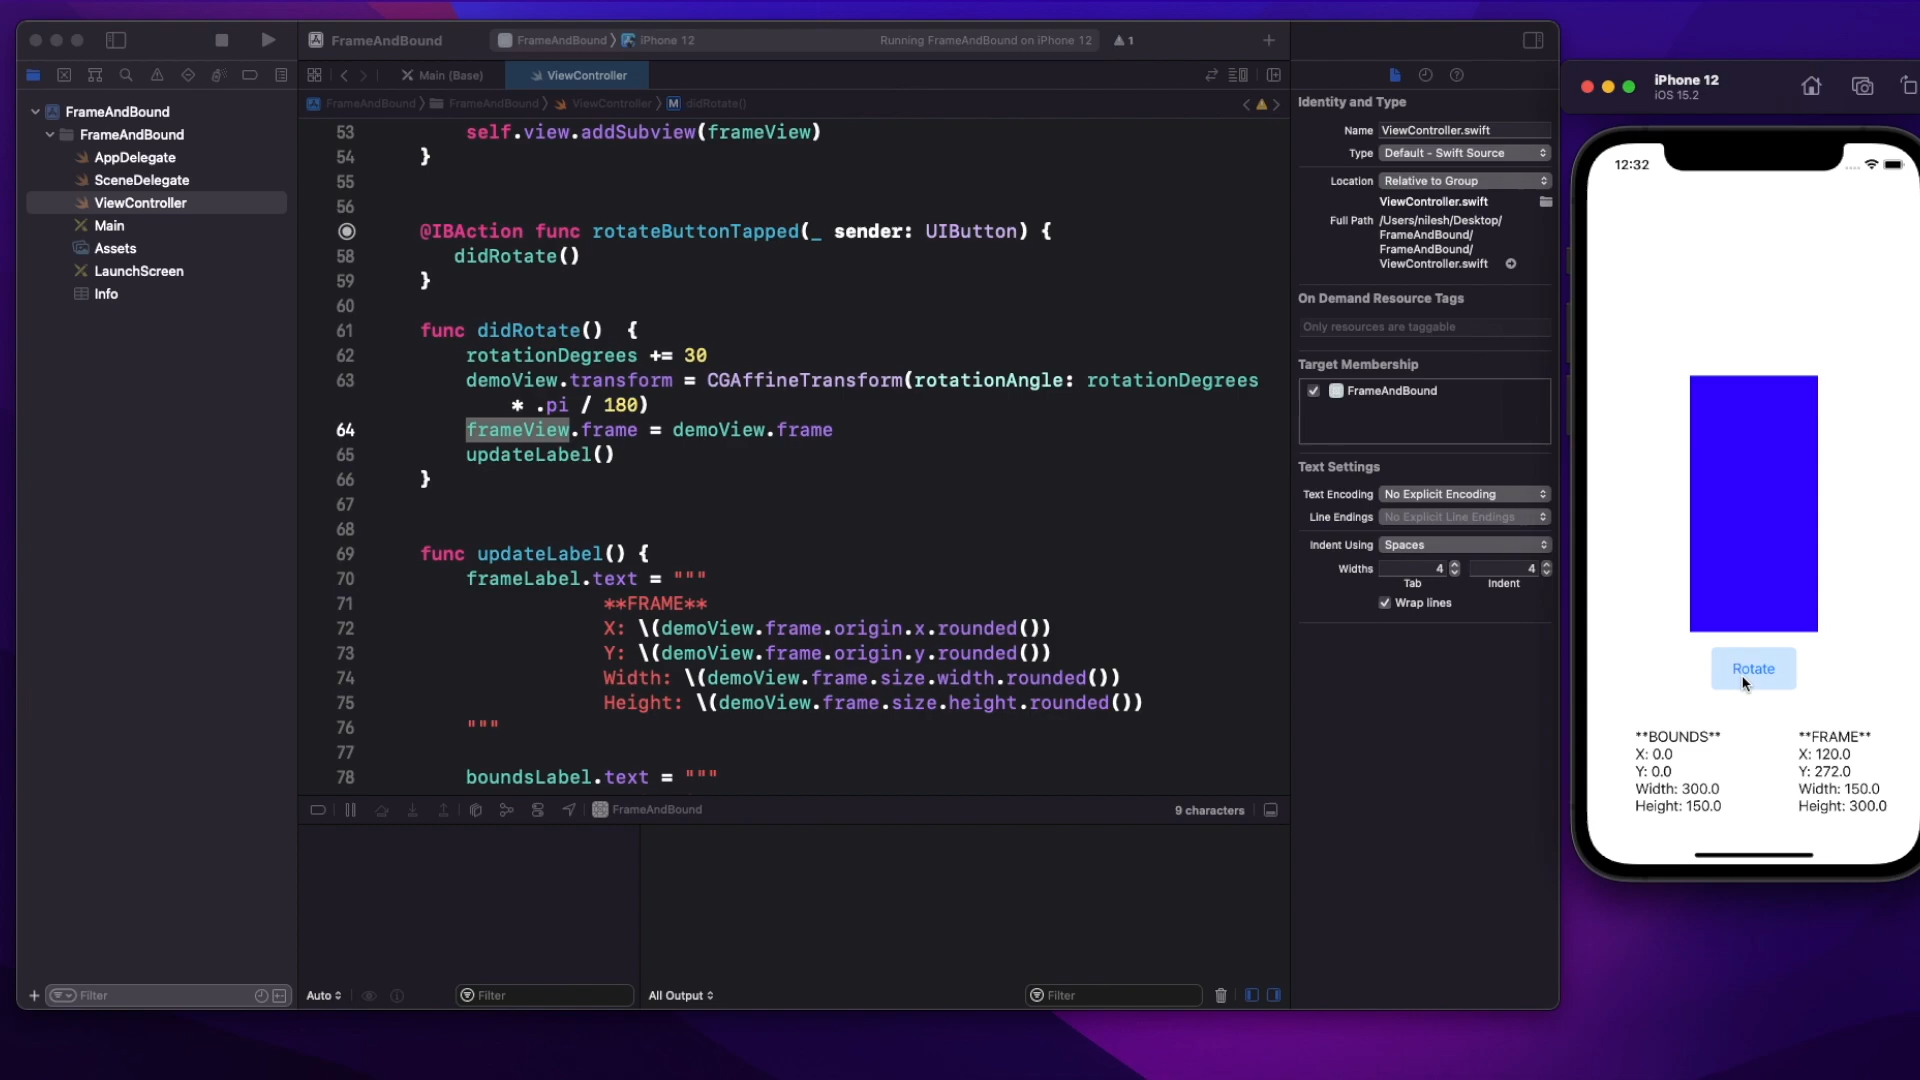 FrameAndBound
FrameAndBound
iPhone 12
Running FrameAndBound on iPhone 12
1
Main (Base)
ViewController
FrameAndBound
FrameAndBound
ViewController
M
didRotate()
FrameAndBound
FrameAndBound
AppDelegate
SceneDelegate
ViewController
Main
Assets
LaunchScreen
Info
53 self.view.addSubview(frameView)
54 }
55
56
@IBAction func rotateButtonTapped(_ sender: UIButton) {
58 didRotate()
59 }
60
61 func didRotate()  {
62 rotationDegrees += 30
63 demoView.transform = CGAffineTransform(rotationAngle: rotationDegrees
* .pi / 180)
64 frameView.frame = demoView.frame
65 updateLabel()
66 }
67
68
69 func updateLabel() {
70 frameLabel.text = """
71 **FRAME**
72 X: \(demoView.frame.origin.x.rounded())
73 Y: \(demoView.frame.origin.y.rounded())
74 Width: \(demoView.frame.size.width.rounded())
75 Height: \(demoView.frame.size.height.rounded())
76 """
77
78 boundsLabel.text = """
FrameAndBound
9 characters
Filter
Auto
Filter
All Output
Filter
Identity and Type
Name ViewController.swift
Type Default - Swift Source
Location Relative to Group
ViewController.swift
Full Path /Users/nilesh/Desktop/
FrameAndBound/
FrameAndBound/
ViewController.swift
On Demand Resource Tags
Only resources are taggable
Target Membership
FrameAndBound
Text Settings
Text Encoding No Explicit Encoding
Line Endings No Explicit Line Endings
Indent Using Spaces
Widths 4 4
Tab Indent
Wrap lines
iPhone 12
iOS 15.2
12:32
Rotate
**BOUNDS**
X: 0.0
Y: 0.0
Width: 300.0
Height: 150.0
**FRAME**
X: 120.0
Y: 272.0
Width: 150.0
Height: 300.0